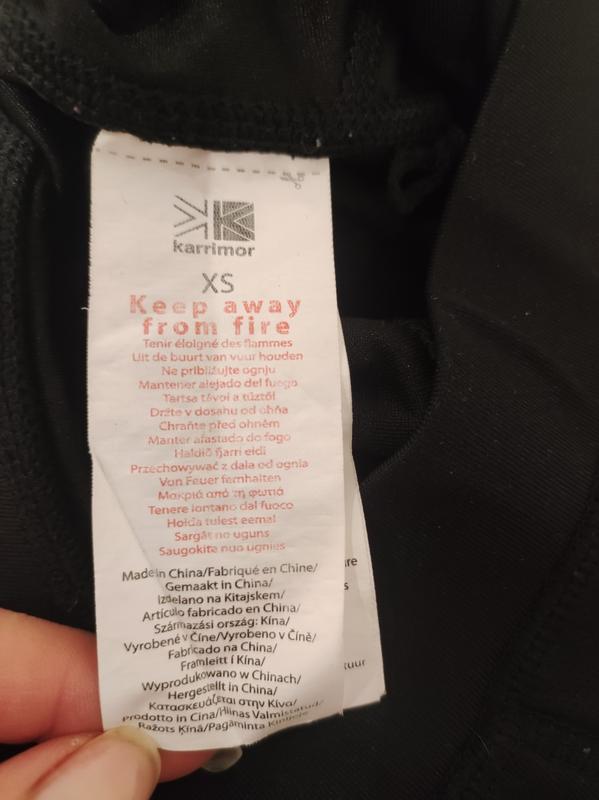 karrimor
XS
Keep away
from fire
Tenir éloigné des flammes
Uit de buurt van vuur houden
Ne približujte ognju
Mantener alejado del fuego
Tartsa távol a tűztől
Držte v dosahu od ohňa
Chraňte před ohněm
Manter afastado do fogo
Haldið fjarri eldi
Przechowywać z dala od ognia
Von Feuer fernhalten
Μακριά από τη φωτιά
Tenere lontano dal fuoco
Hoida tulest eemal
Sargāt no uguns
Saugokite nuo ugnies
Made in China/Fabriqué en Chine/
Gemaakt in China/
Izdelano na Kitajskem/
Artículo fabricado en China/
Származási ország: Kína/
Vyrobené v Číne/Vyrobeno v Číně/
Fabricado na China/
Framleitt í Kína/
Wyprodukowano w Chinach/
Hergestellt in China/
Κατασκευάζεται στην Κίνα/
Prodotto in Cina/Hiinas Valmistatud/
Ražots Ķīnā/Pagaminta Kinijoje